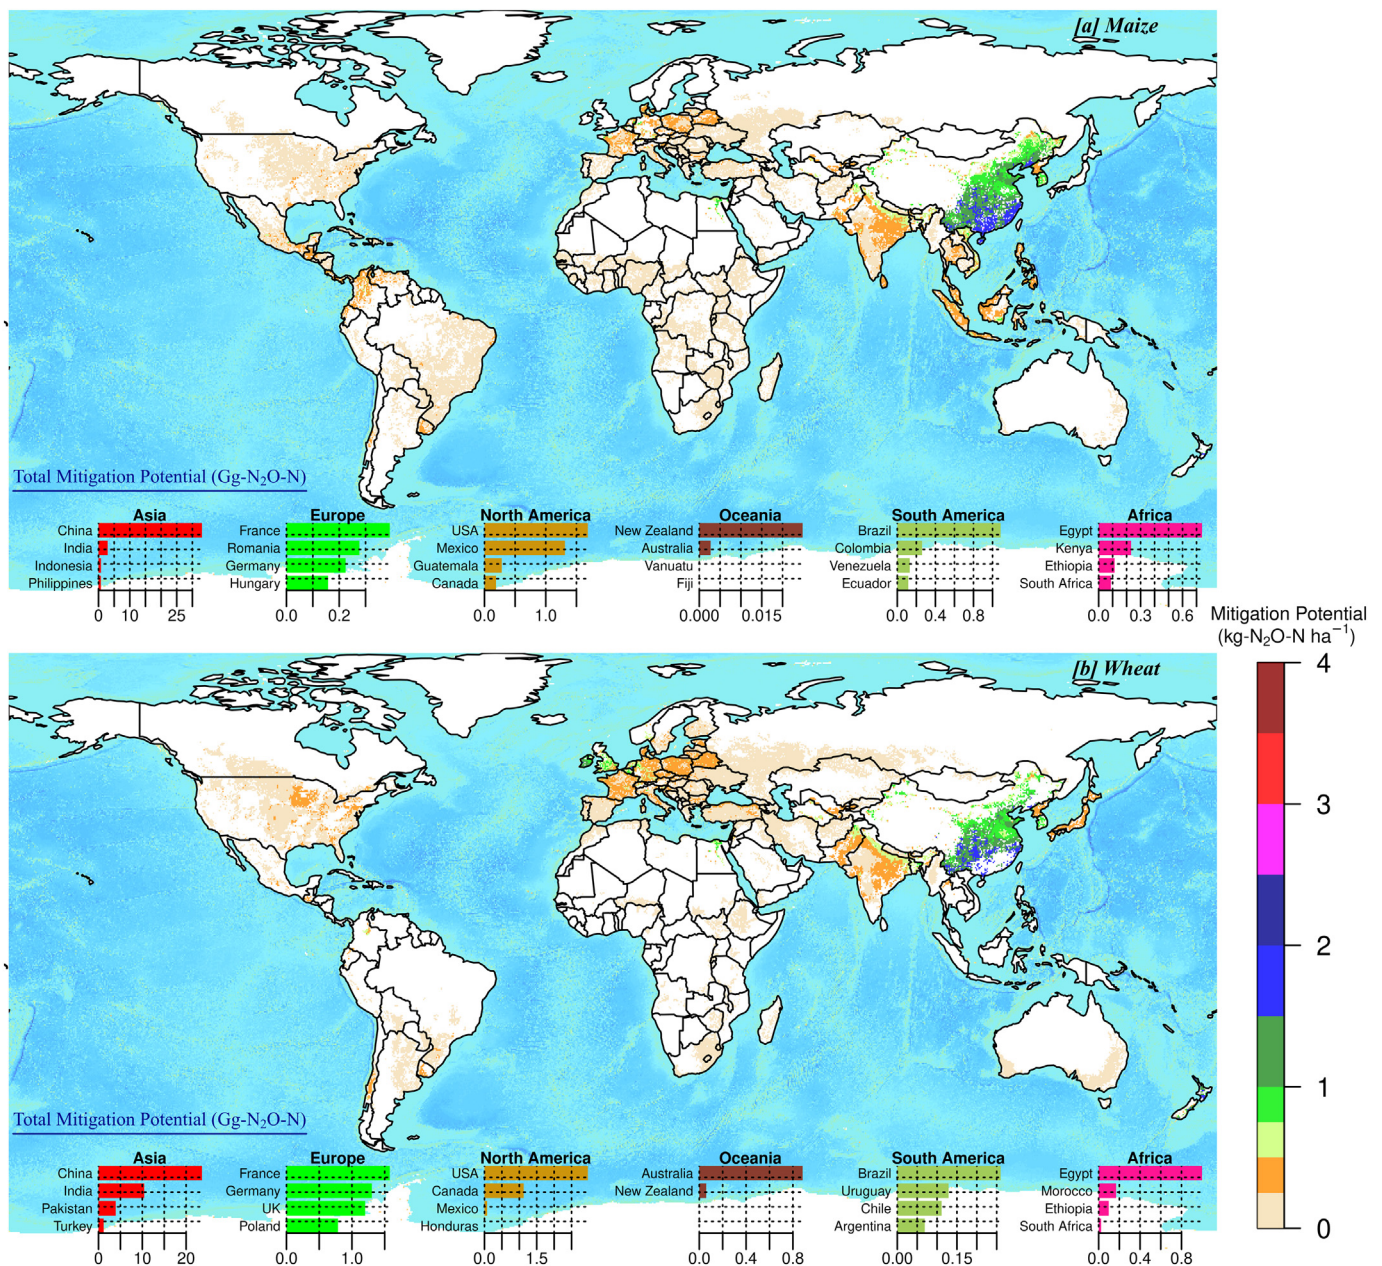 [a] Maize
Total Mitigation Potential (Gg-N₂O-N)
Asia Europe North America Oceania South America Africa
China France USA New Zealand Brazil Egypt
India Romania Mexico Australia Colombia Kenya
Indonesia Germany Guatemala Vanuatu Venezuela Ethiopia
Philippines Hungary Canada Fiji Ecuador South Africa
0 10 25 0.0 0.2 0.0 1.0 0.000 0.015 0.0 0.4 0.8 0.0 0.3 0.6
Mitigation Potential
(kg-N₂O-N ha⁻¹)
4
3
2
1
0
[b] Wheat
Total Mitigation Potential (Gg-N₂O-N)
Asia Europe North America Oceania South America Africa
China France USA Australia Brazil Egypt
India Germany Canada New Zealand Uruguay Morocco
Pakistan UK Mexico Chile Ethiopia
Turkey Poland Honduras Argentina South Africa
0 10 20 0.0 1.0 0.0 1.5 0.0 0.4 0.8 0.00 0.15 0.0 0.4 0.8